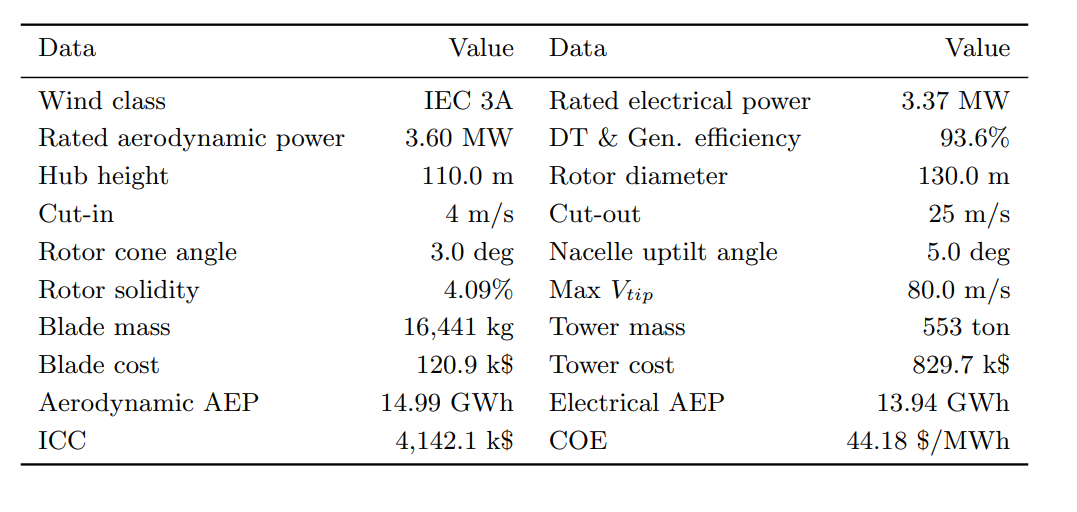 Data Value Data Value
Wind class IEC 3A Rated electrical power 3.37 MW
Rated aerodynamic power 3.60 MW DT & Gen. efficiency 93.6%
Hub height 110.0 m Rotor diameter 130.0 m
Cut-in 4 m/s Cut-out 25 m/s
Rotor cone angle 3.0 deg Nacelle uptilt angle 5.0 deg
Rotor solidity 4.09% Max Vtip 80.0 m/s
Blade mass 16,441 kg Tower mass 553 ton
Blade cost 120.9 k$ Tower cost 829.7 k$
Aerodynamic AEP 14.99 GWh Electrical AEP 13.94 GWh
ICC 4,142.1 k$ COE 44.18 $/MWh